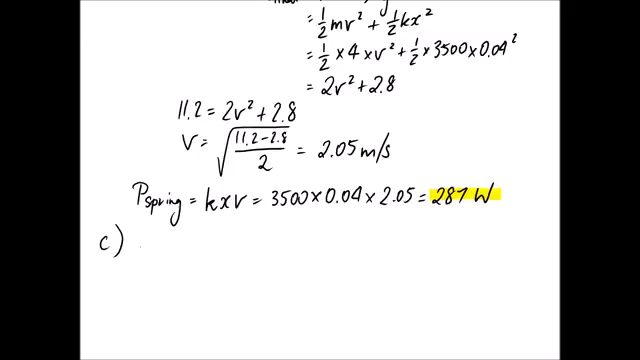 = 1/2 mv² + 1/2 kx²
= 1/2 × 4 × v² + 1/2 × 3500 × 0.04²
= 2v² + 2.8
11.2 = 2v² + 2.8
v = √((11.2 - 2.8)/2) = 2.05 m/s
Pspring = kxv = 3500 × 0.04 × 2.05 = 287 W
c)